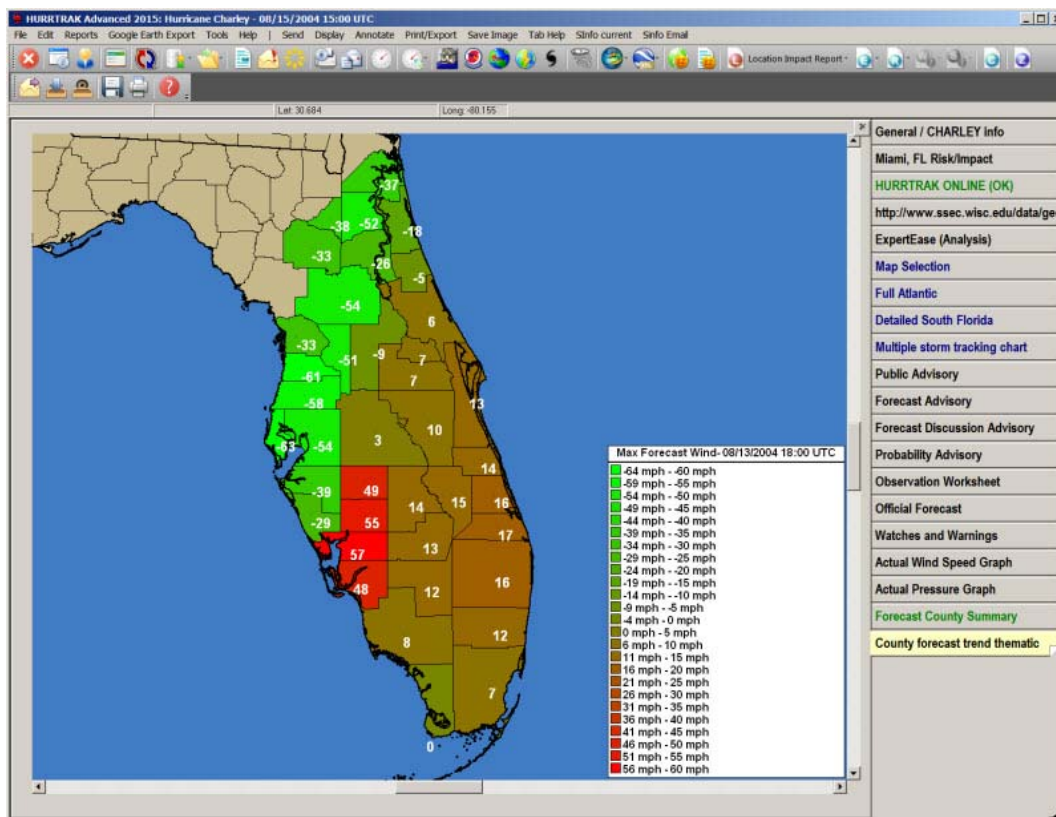 HURRTRAK Advanced 2015: Hurricane Charley - 08/15/2004 15:00 UTC
File Edit Reports Google Earth Export Tools Help | Send Display Annotate Print/Export Save Image Tab Help SInfo current SInfo Email
Location Impact Report
Lat: 30.684 Long: -80.155
General / CHARLEY info
Miami, FL Risk/Impact
HURRTRAK ONLINE (OK)
http://www.ssec.wisc.edu/data/ge
ExpertEase (Analysis)
Map Selection
Full Atlantic
Detailed South Florida
Multiple storm tracking chart
Public Advisory
Forecast Advisory
Forecast Discussion Advisory
Probability Advisory
Observation Worksheet
Official Forecast
Watches and Warnings
Actual Wind Speed Graph
Actual Pressure Graph
Forecast County Summary
County forecast trend thematic
-37
-38 -52
-18
-33
-26
-5
-54
6
-33
-51
-9
7
-61
7
-58
13
10
-63 -54
3
14
-39
49
14
15
16
-29
55
17
57
13
48
12
16
8
12
7
0
Max Forecast Wind- 08/13/2004 18:00 UTC
-64 mph - -60 mph
-59 mph - -55 mph
-54 mph - -50 mph
-49 mph - -45 mph
-44 mph - -40 mph
-39 mph - -35 mph
-34 mph - -30 mph
-29 mph - -25 mph
-24 mph - -20 mph
-19 mph - -15 mph
-14 mph - -10 mph
-9 mph - -5 mph
-4 mph - 0 mph
0 mph - 5 mph
6 mph - 10 mph
11 mph - 15 mph
16 mph - 20 mph
21 mph - 25 mph
26 mph - 30 mph
31 mph - 35 mph
36 mph - 40 mph
41 mph - 45 mph
46 mph - 50 mph
51 mph - 55 mph
56 mph - 60 mph